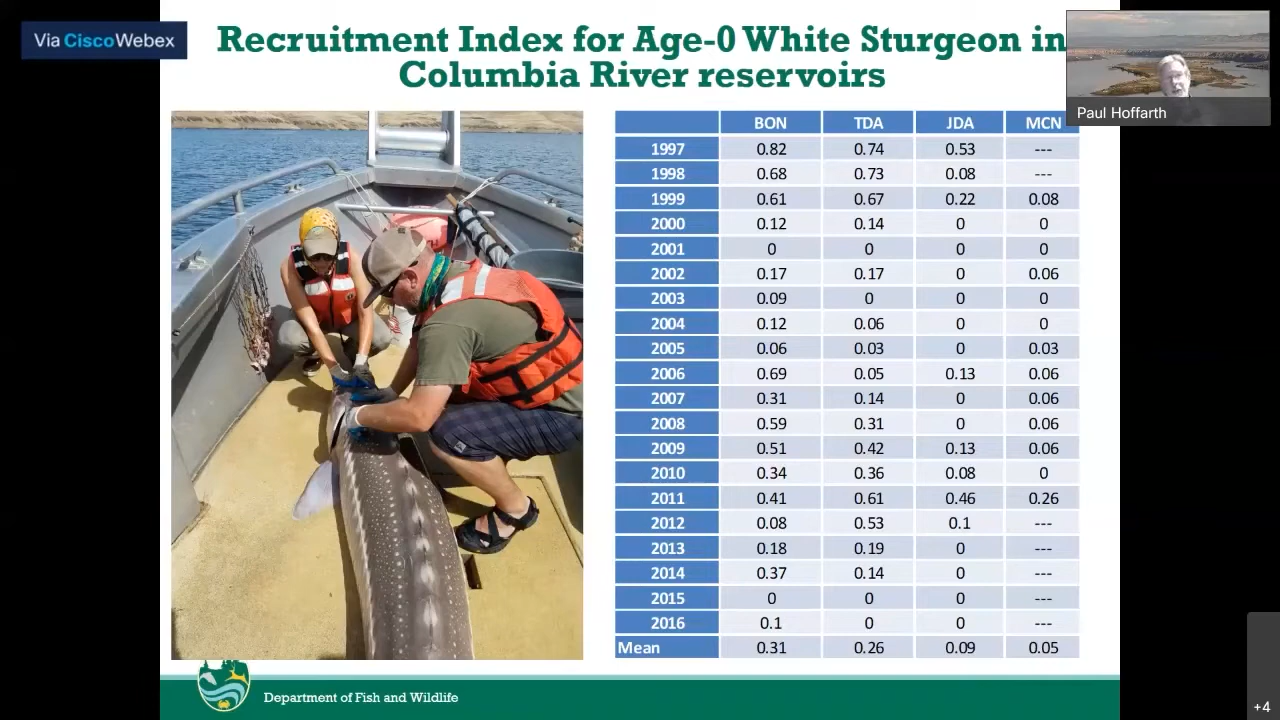 Via Cisco Webex
Recruitment Index for Age-0 White Sturgeon in
Columbia River reservoirs
Paul Hoffarth
BON TDA JDA MCN
1997 0.82 0.74 0.53 ---
1998 0.68 0.73 0.08 ---
1999 0.61 0.67 0.22 0.08
2000 0.12 0.14 0 0
2001 0 0 0 0
2002 0.17 0.17 0 0.06
2003 0.09 0 0 0
2004 0.12 0.06 0 0
2005 0.06 0.03 0 0.03
2006 0.69 0.05 0.13 0.06
2007 0.31 0.14 0 0.06
2008 0.59 0.31 0 0.06
2009 0.51 0.42 0.13 0.06
2010 0.34 0.36 0.08 0
2011 0.41 0.61 0.46 0.26
2012 0.08 0.53 0.1 ---
2013 0.18 0.19 0 ---
2014 0.37 0.14 0 ---
2015 0 0 0 ---
2016 0.1 0 0 ---
Mean 0.31 0.26 0.09 0.05
Department of Fish and Wildlife
+4